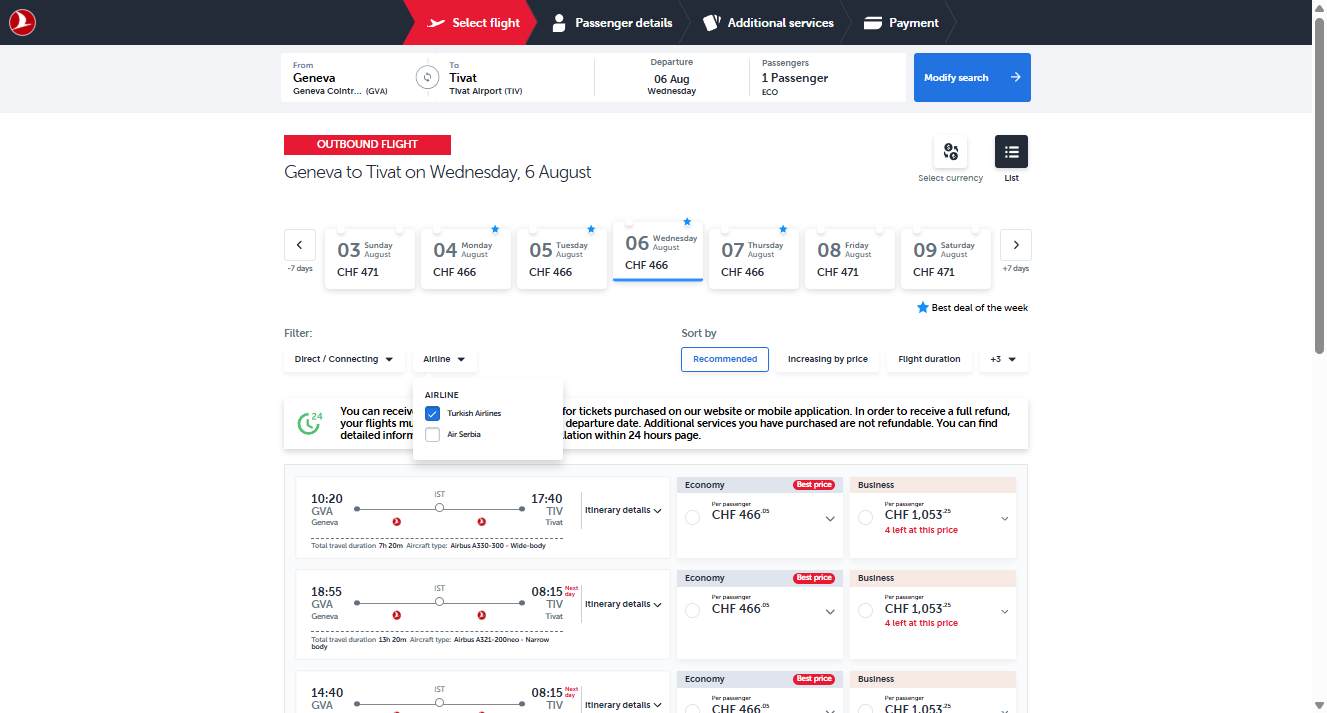 Select flight
Passenger details
Additional services
Payment
From
Geneva
Geneva Cointr... (GVA)
To
Tivat
Tivat Airport (TIV)
Departure
06 Aug
Wednesday
Passengers
1 Passenger
ECO
Modify search
OUTBOUND FLIGHT
Geneva to Tivat on Wednesday, 6 August
Select currency
List
-7 days
03 Sunday August
CHF 471
04 Monday August
CHF 466
05 Tuesday August
CHF 466
06 Wednesday August
CHF 466
07 Thursday August
CHF 466
08 Friday August
CHF 471
09 Saturday August
CHF 471
+7 days
Best deal of the week
Filter:
Direct / Connecting
Airline
Sort by
Recommended
Increasing by price
Flight duration
+3
AIRLINE
Turkish Airlines
Air Serbia
24
You can receive for tickets purchased on our website or mobile application. In order to receive a full refund,
your flights mu departure date. Additional services you have purchased are not refundable. You can find
detailed inform lation within 24 hours page.
10:20
GVA
Geneva
IST
17:40
TIV
Tivat
Itinerary details
Total travel duration 7h 20m Aircraft type: Airbus A330-300 - Wide-body
Economy
Best price
Per passenger
CHF 466.05
Business
Per passenger
CHF 1,053.25
4 left at this price
18:55
GVA
Geneva
IST
08:15 Next day
TIV
Tivat
Itinerary details
Total travel duration 13h 20m Aircraft type: Airbus A321-200neo - Narrow
body
Economy
Best price
Per passenger
CHF 466.05
Business
Per passenger
CHF 1,053.25
4 left at this price
14:40
GVA
IST
08:15 Next day
TIV
Itinerary details
Economy
Best price
Per passenger
CHF 466.05
Business
Per passenger
CHF 1,053.25